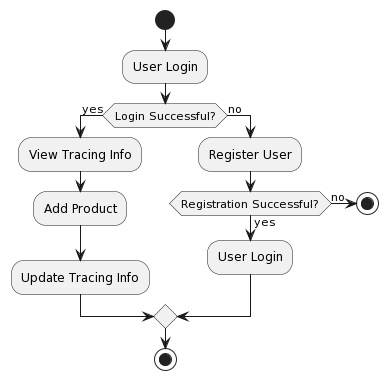 User Login
Login Successful?
yes
no
View Tracing Info
Register User
Add Product
Registration Successful?
no
yes
Update Tracing Info
User Login